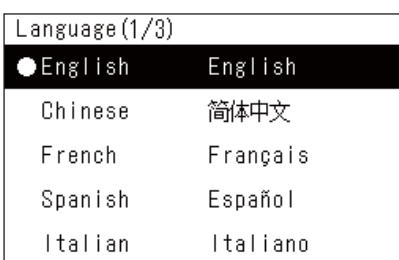 Language(1/3)
English English
Chinese 简体中文
French Français
Spanish Español
Italian Italiano